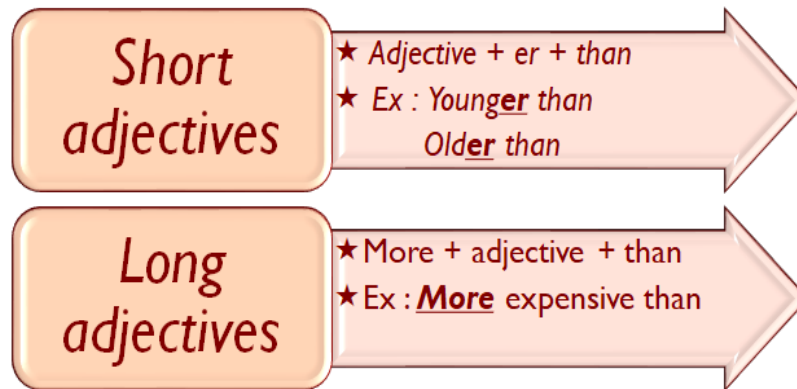 Short
adjectives
★ Adjective + er + than
★ Ex : Younger than
Older than
Long
adjectives
★ More + adjective + than
★ Ex : More expensive than